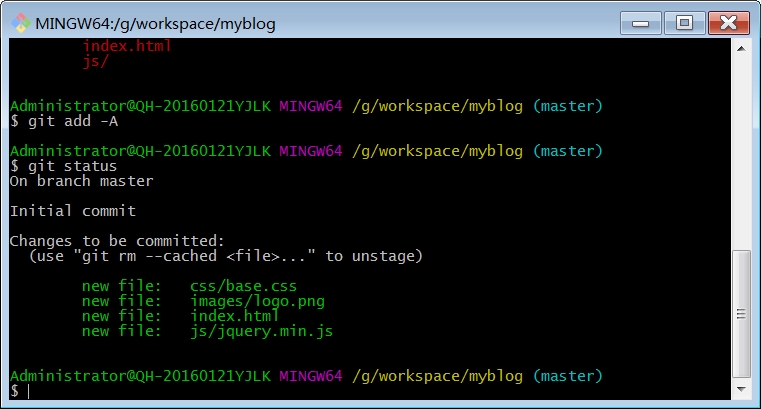 MINGW64:/g/workspace/myblog
index.html
js/
Administrator@QH-20160121YJLK MINGW64 /g/workspace/myblog (master)
$ git add -A
Administrator@QH-20160121YJLK MINGW64 /g/workspace/myblog (master)
$ git status
On branch master
Initial commit
Changes to be committed:
(use "git rm --cached <file>..." to unstage)
new file:   css/base.css
new file:   images/logo.png
new file:   index.html
new file:   js/jquery.min.js
Administrator@QH-20160121YJLK MINGW64 /g/workspace/myblog (master)
$